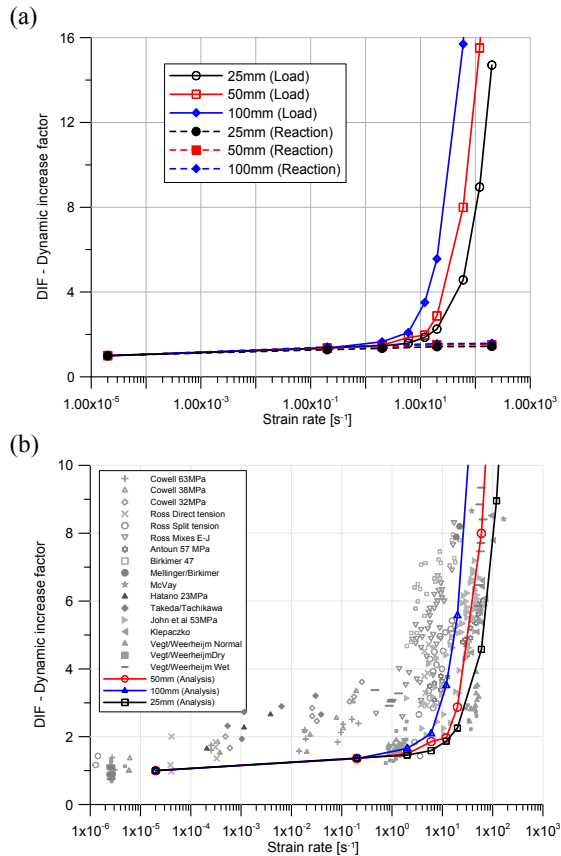 (a)
16
12
8
4
0
DIF - Dynamic increase factor
25mm (Load)
50mm (Load)
100mm (Load)
25mm (Reaction)
50mm (Reaction)
100mm (Reaction)
1.00x10-5
1.00x10-1
1.00x101
1.00x103
Strain rate [s-1]
(b)
10
8
6
4
2
0
DIF - Dynamic increase factor
Cowell 63MPa
Cowell 38MPa
Cowell 32MPa
Ross Direct tension
Ross Split tension
Ross Mixes E-J
Antoun 57 MPa
Birkimer 47
Mellinger/Birkimer
McVay
Hatano 23MPa
Takeda/Tachikawa
John et al 53MPa
Klepaczko
Vegt/Weerheijm Normal
Vegt/WeerheijmDry
Vegt/Weerheijm Wet
50mm (Analysis)
100mm (Analysis)
25mm (Analysis)
1x10-6
1x10-5
1x10-4
1x10-3
1x10-2
1x10-1
1x100
1x101
1x102
1x103
Strain rate [s-1]